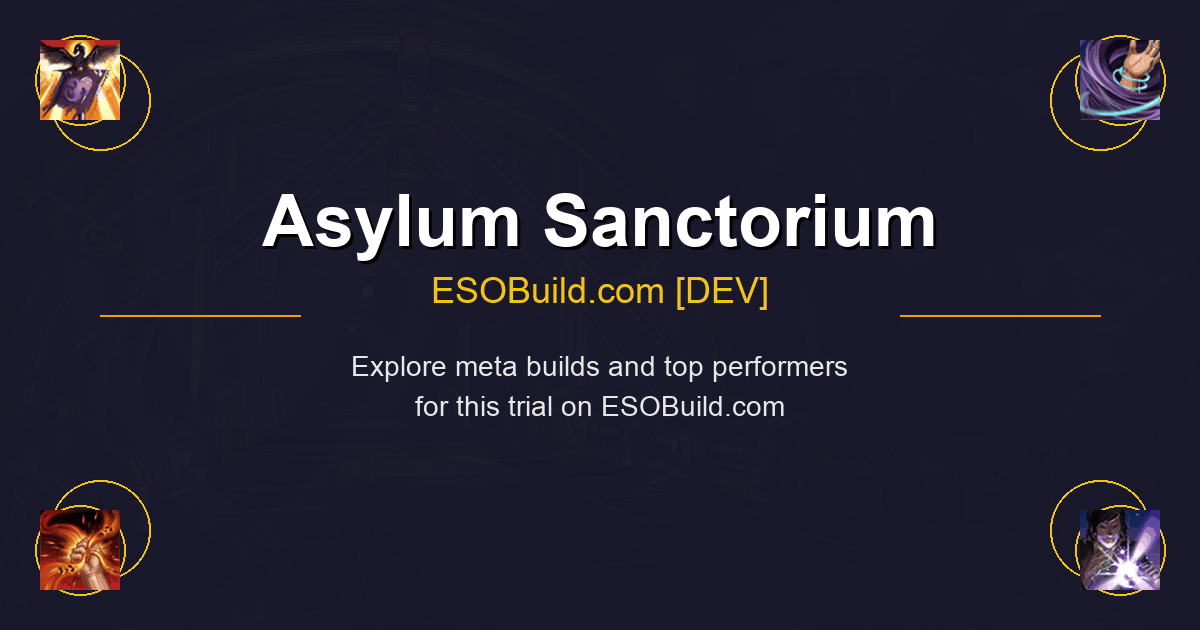 Asylum Sanctorium
ESOBuild.com [DEV]
Explore meta builds and top performers
for this trial on ESOBuild.com